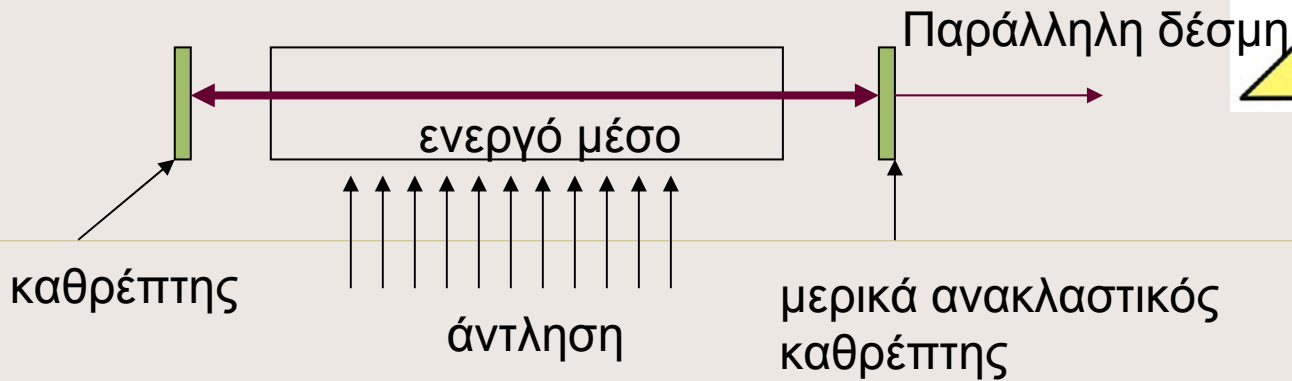 Παράλληλη δέσμη
ενεργό μέσο
καθρέπτης
άντληση
μερικά ανακλαστικός
καθρέπτης